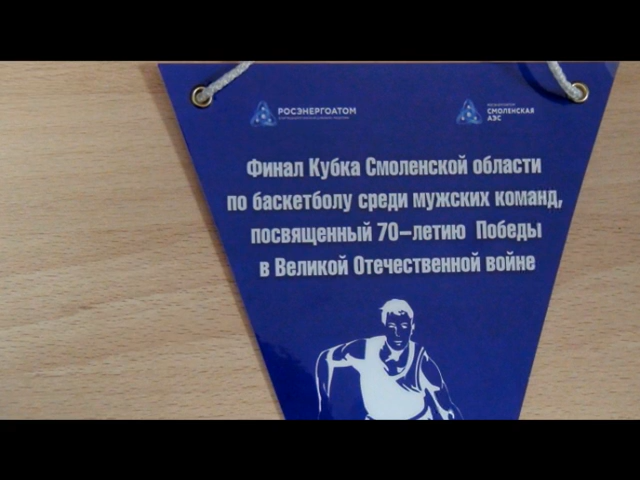 РОСЭНЕРГОАТОМ
СМОЛЕНСКАЯ
АЭС
Финал Кубка Смоленской области
по баскетболу среди мужских команд,
посвященный 70-летию Победы
в Великой Отечественной войне